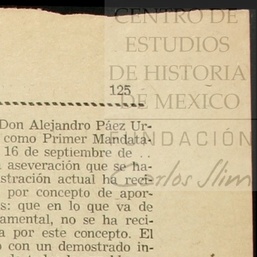 CENTRO DE
ESTUDIOS
DE HISTORIA
DE MEXICO
FUNDACIÓN
Carlos Slim
125
Don Alejandro Páez Ur-
como Primer Mandata-
16 de septiembre de . .
aseveración que se ha-
stración actual ha reci-
por concepto de apor-
s: que en lo que va de
amental, no se ha reci-
a por este concepto. El
o con un demostrado in-